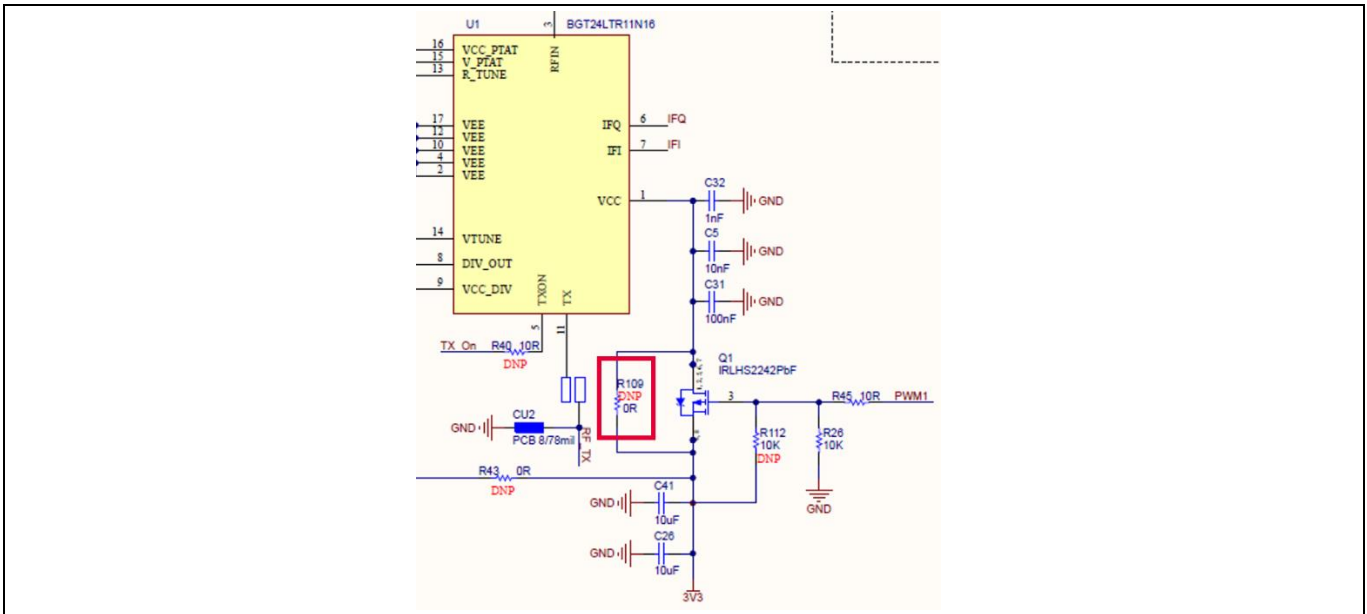 U1
3
BGT24LTR11N16
16 VCC_PTAT
15 V_PTAT
13 R_TUNE
RFIN
17 VEE
12 VEE
10 VEE
4 VEE
2 VEE
IFQ 6 IFQ
IFI 7 IFI
VCC 1
C32
1nF
GND
C5
10nF
GND
C31
100nF
GND
14 VTUNE
8 DIV_OUT
9 VCC_DIV
TXON
TX
5
11
TX_On R40 10R
DNP
R109
DNP
0R
Q1
IRLHS2242PbF
3
R45 10R PWM1
GND
CU2
PCB 8/78mil
RF_TX
R112
10K
DNP
R26
10K
GND
R43 0R
DNP
C41
GND
10uF
C26
GND
10uF
3V3